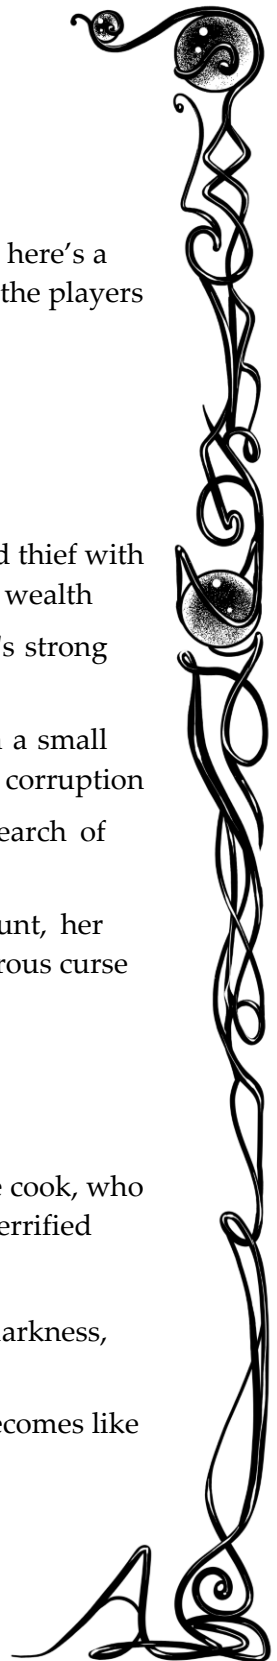 here's a
the players
d thief with
wealth
's strong
a small
corruption
earch of
unt, her
rous curse
e cook, who
errified
arkness,
ecomes like